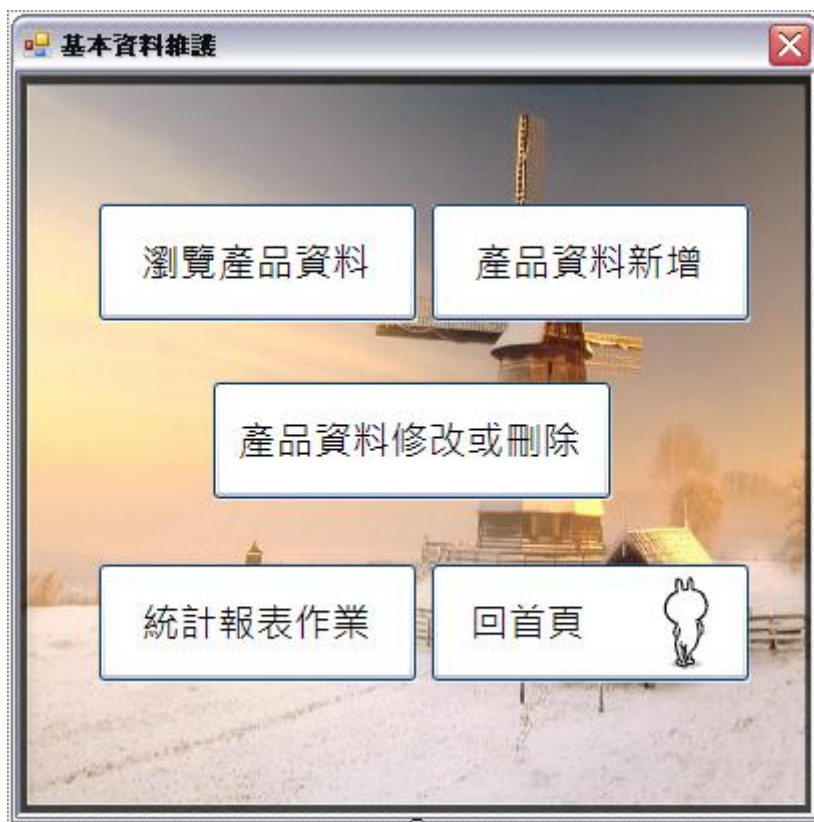 基本資料維護
瀏覽產品資料
產品資料新增
產品資料修改或刪除
統計報表作業
回首頁